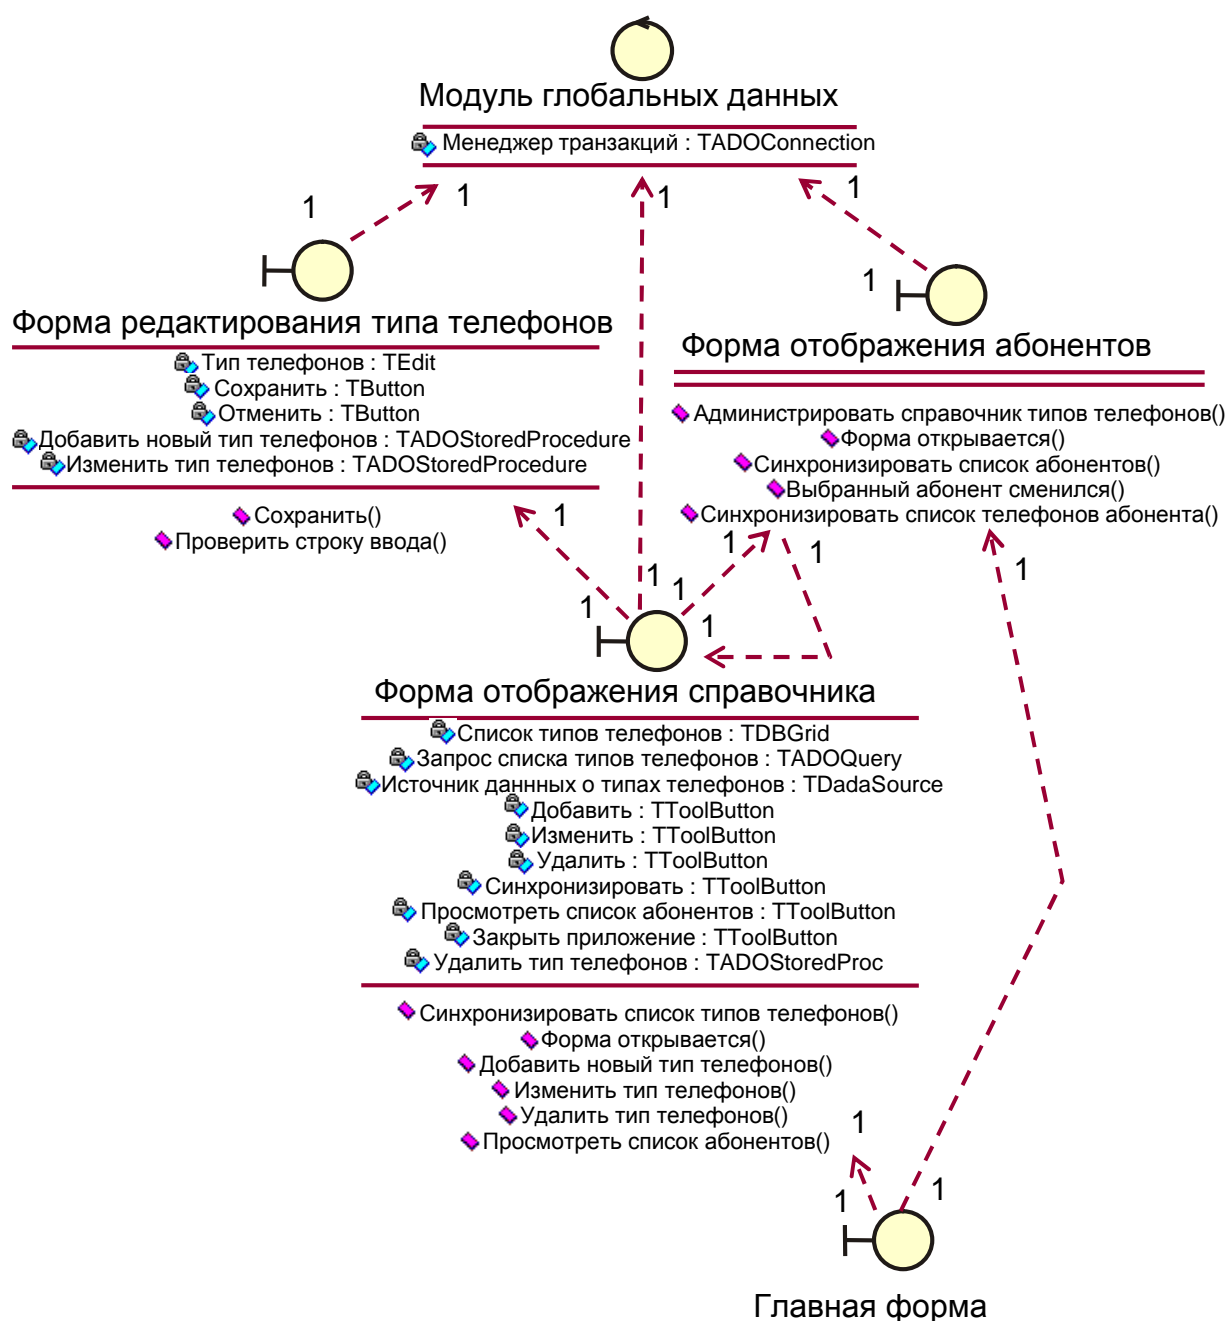 Модуль глобальных данных
Менеджер транзакций : TADOConnection
1
1
1
1
1
Форма редактирования типа телефонов
Тип телефонов : TEdit
Сохранить : TButton
Отменить : TButton
Добавить новый тип телефонов : TADOStoredProcedure
Изменить тип телефонов : TADOStoredProcedure
Сохранить()
Проверить строку ввода()
Форма отображения абонентов
Администрировать справочник типов телефонов()
Форма открывается()
Синхронизировать список абонентов()
Выбранный абонент сменился()
Синхронизировать список телефонов абонента()
1
1
1
1
1
1
1
1
Форма отображения справочника
Список типов телефонов : TDBGrid
Запрос списка типов телефонов : TADOQuery
Источник даннных о типах телефонов : TDadaSource
Добавить : TToolButton
Изменить : TToolButton
Удалить : TToolButton
Синхронизировать : TToolButton
Просмотреть список абонентов : TToolButton
Закрыть приложение : TToolButton
Удалить тип телефонов : TADOStoredProc
Синхронизировать список типов телефонов()
Форма открывается()
Добавить новый тип телефонов()
Изменить тип телефонов()
Удалить тип телефонов()
Просмотреть список абонентов()
1
1
1
Главная форма